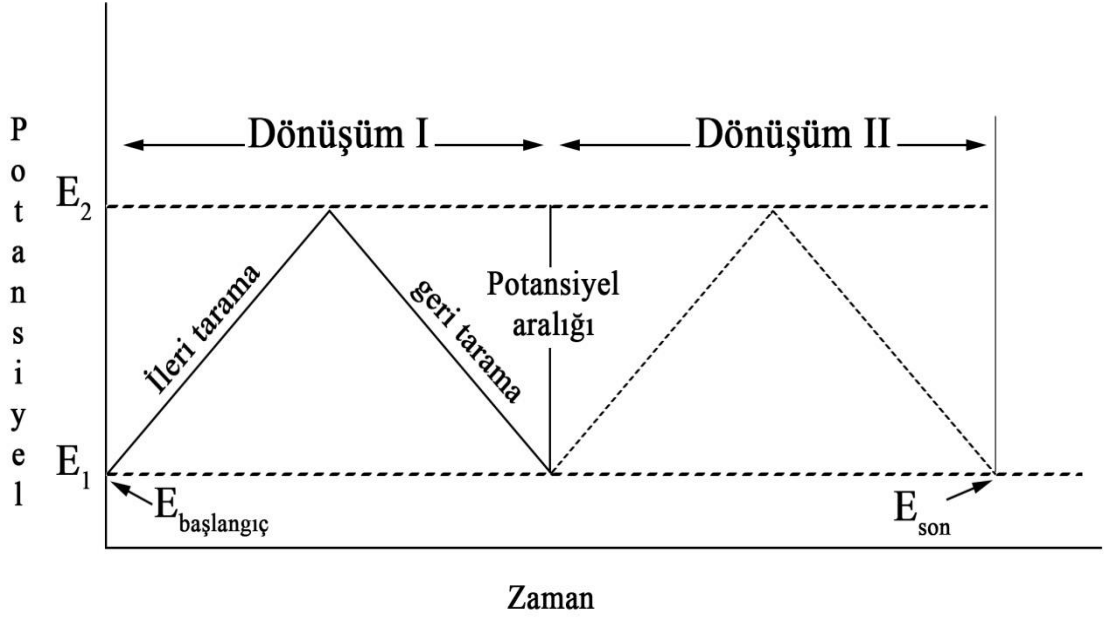 Potansiyel
Dönüşüm I
Dönüşüm II
E2
İleri tarama
geri tarama
Potansiyel
aralığı
E1
Ebaşlangıç
Eson
Zaman